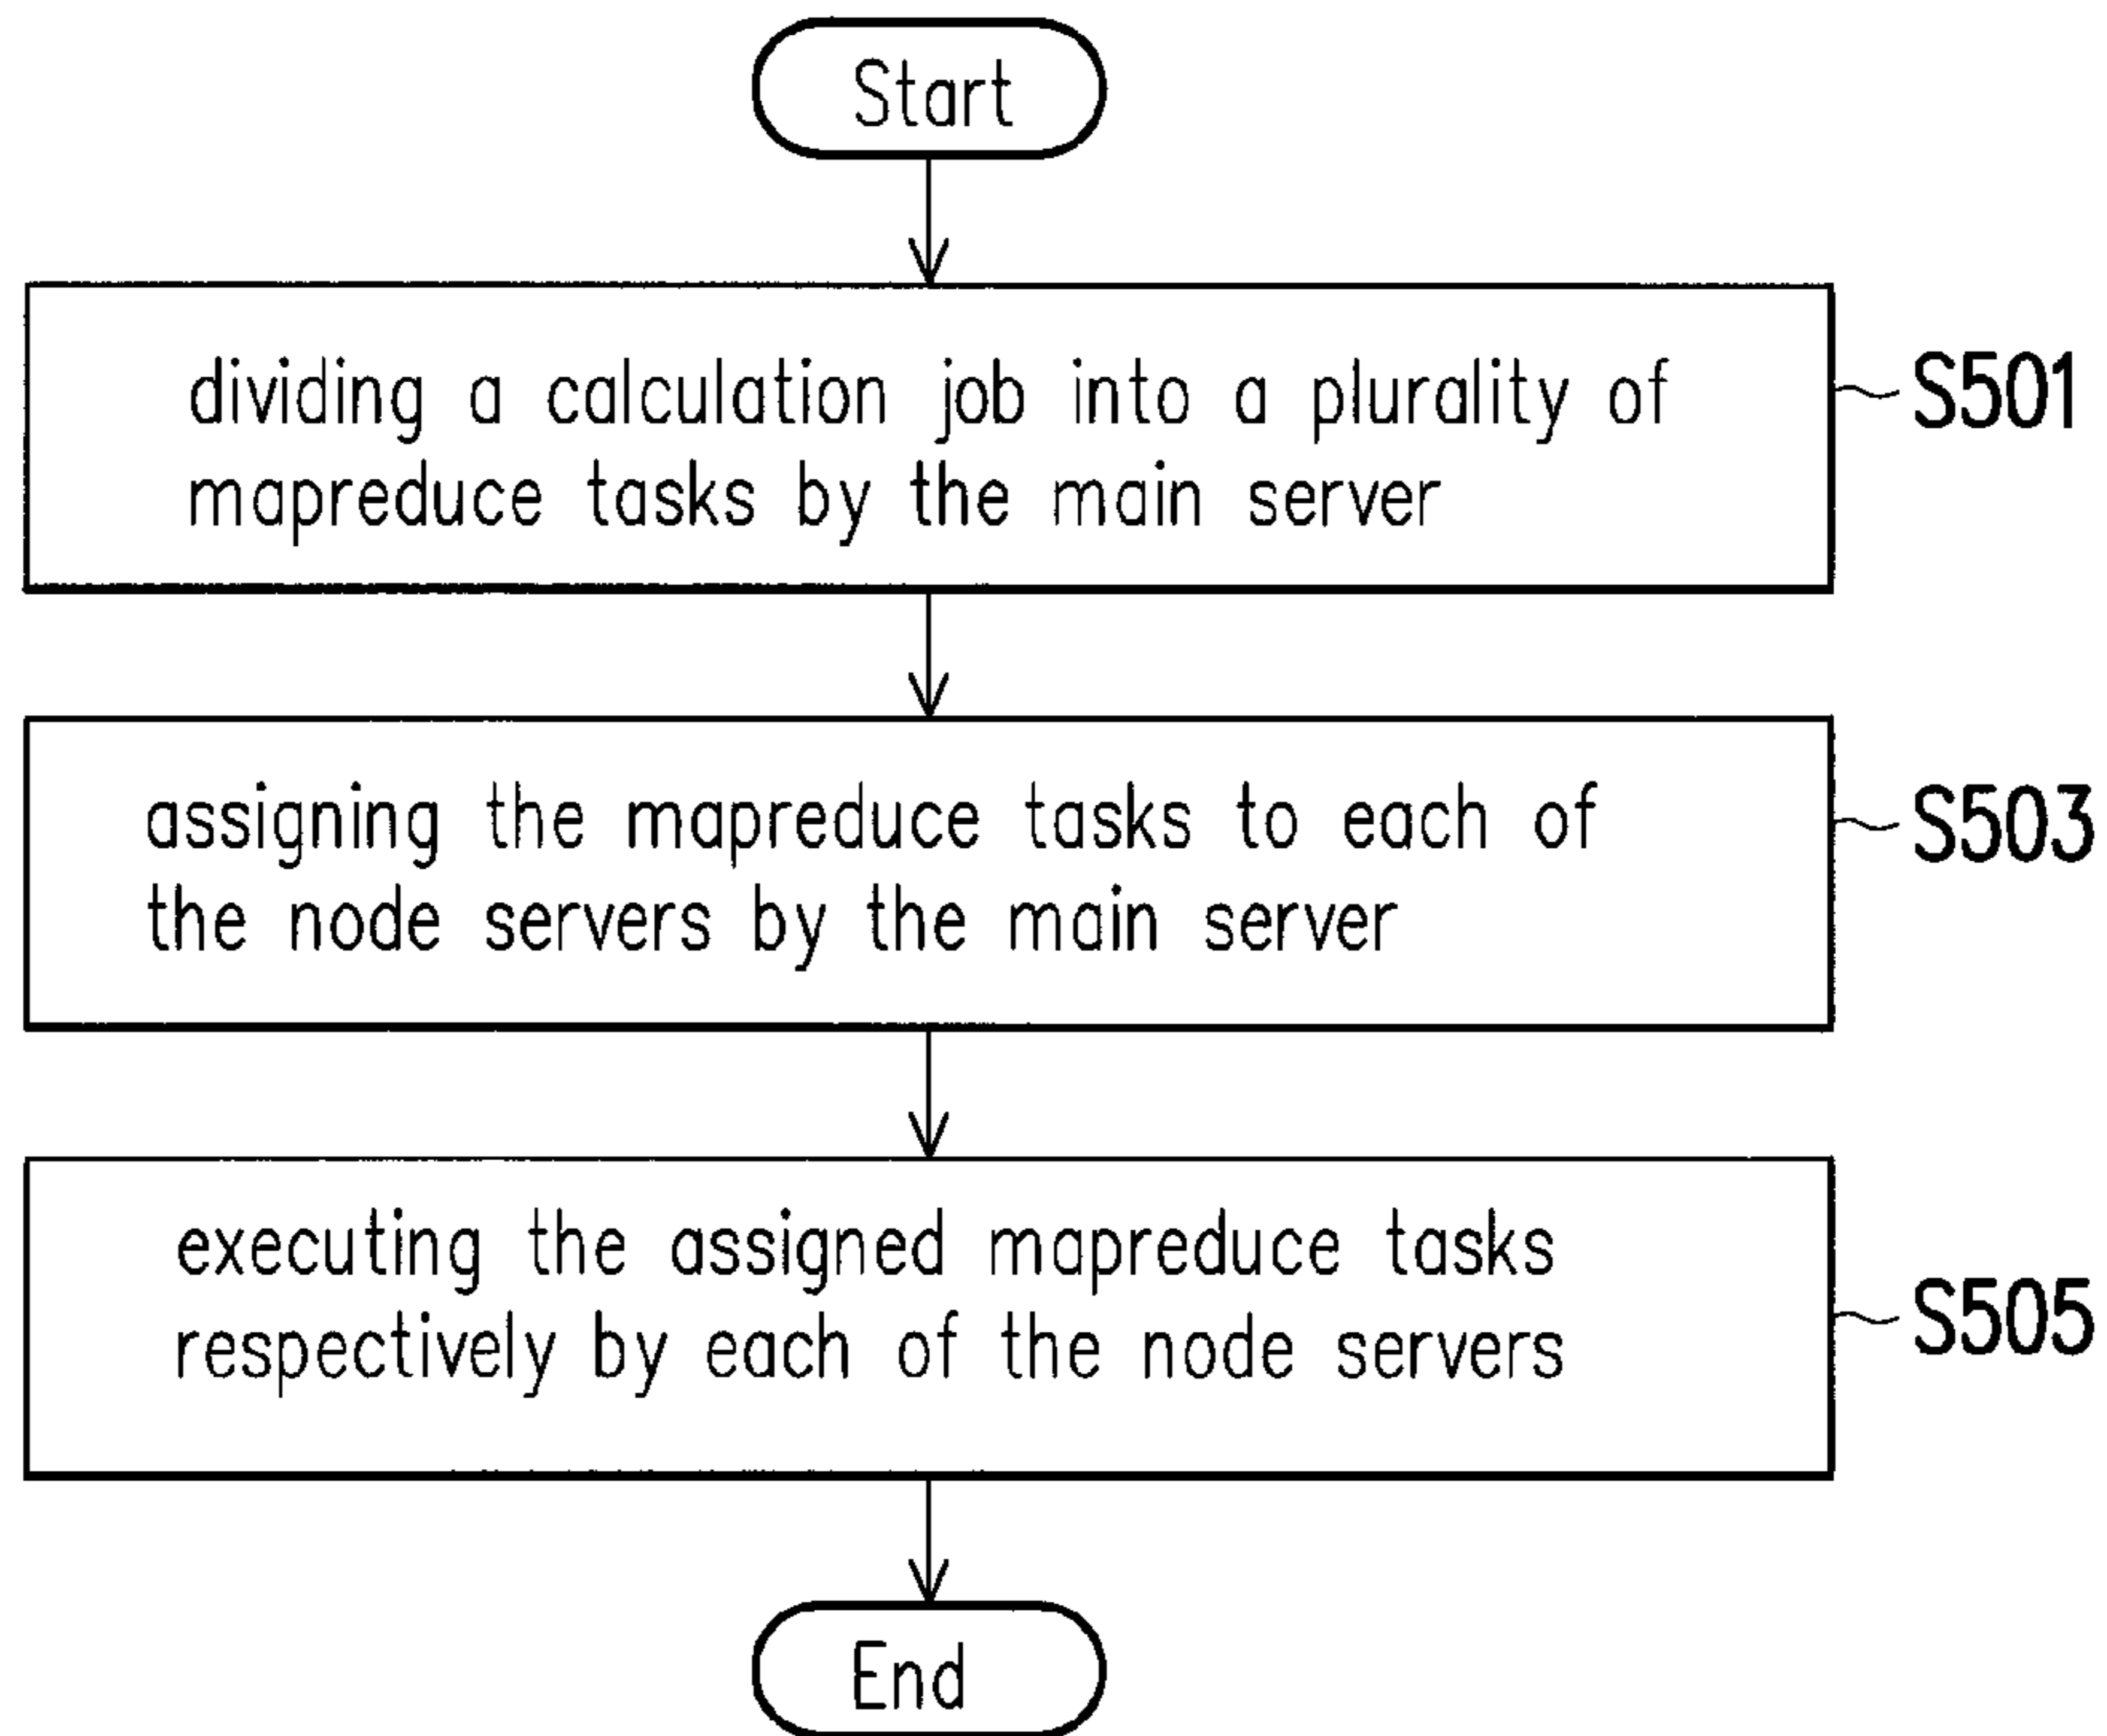 Start
dividing a calculation job into a plurality of
mapreduce tasks by the main server
S501
assigning the mapreduce tasks to each of
the node servers by the main server
S503
executing the assigned mapreduce tasks
respectively by each of the node servers
S505
End